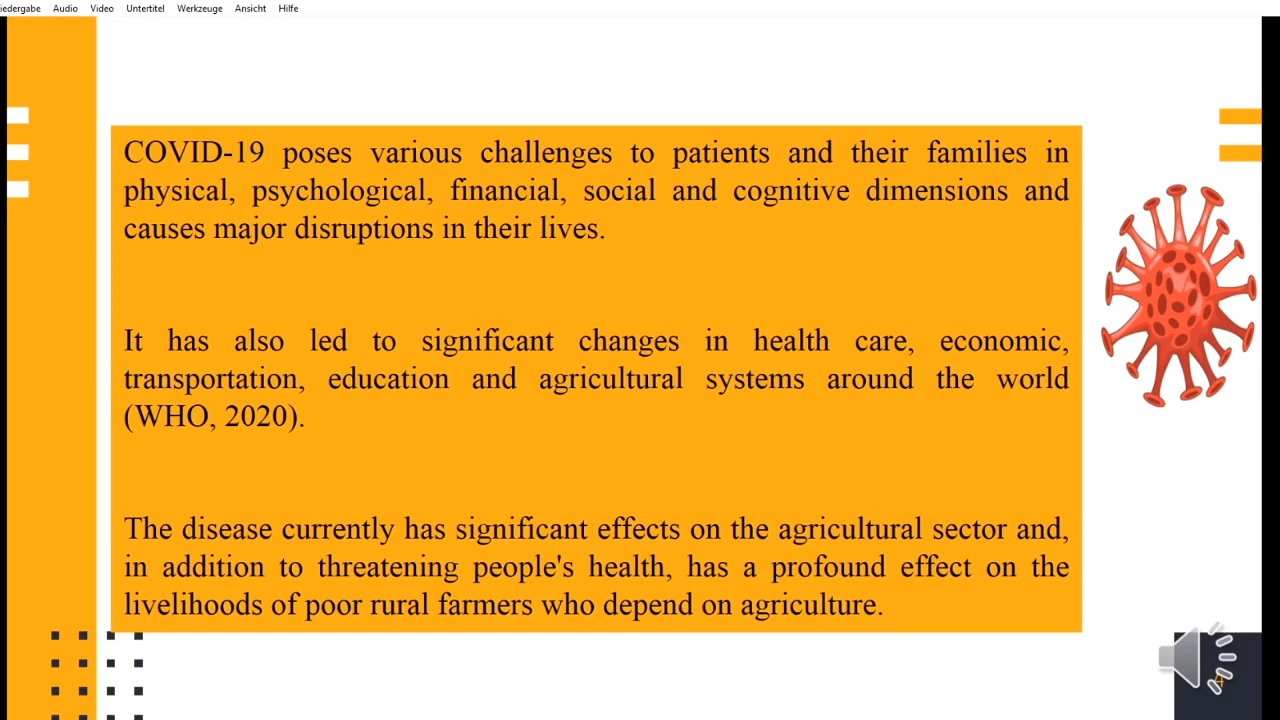 iedergabe Audio Video Untertitel Werkzeuge Ansicht Hilfe
COVID-19 poses various challenges to patients and their families in
physical, psychological, financial, social and cognitive dimensions and
causes major disruptions in their lives.
It has also led to significant changes in health care, economic,
transportation, education and agricultural systems around the world
(WHO, 2020).
The disease currently has significant effects on the agricultural sector and,
in addition to threatening people's health, has a profound effect on the
livelihoods of poor rural farmers who depend on agriculture.